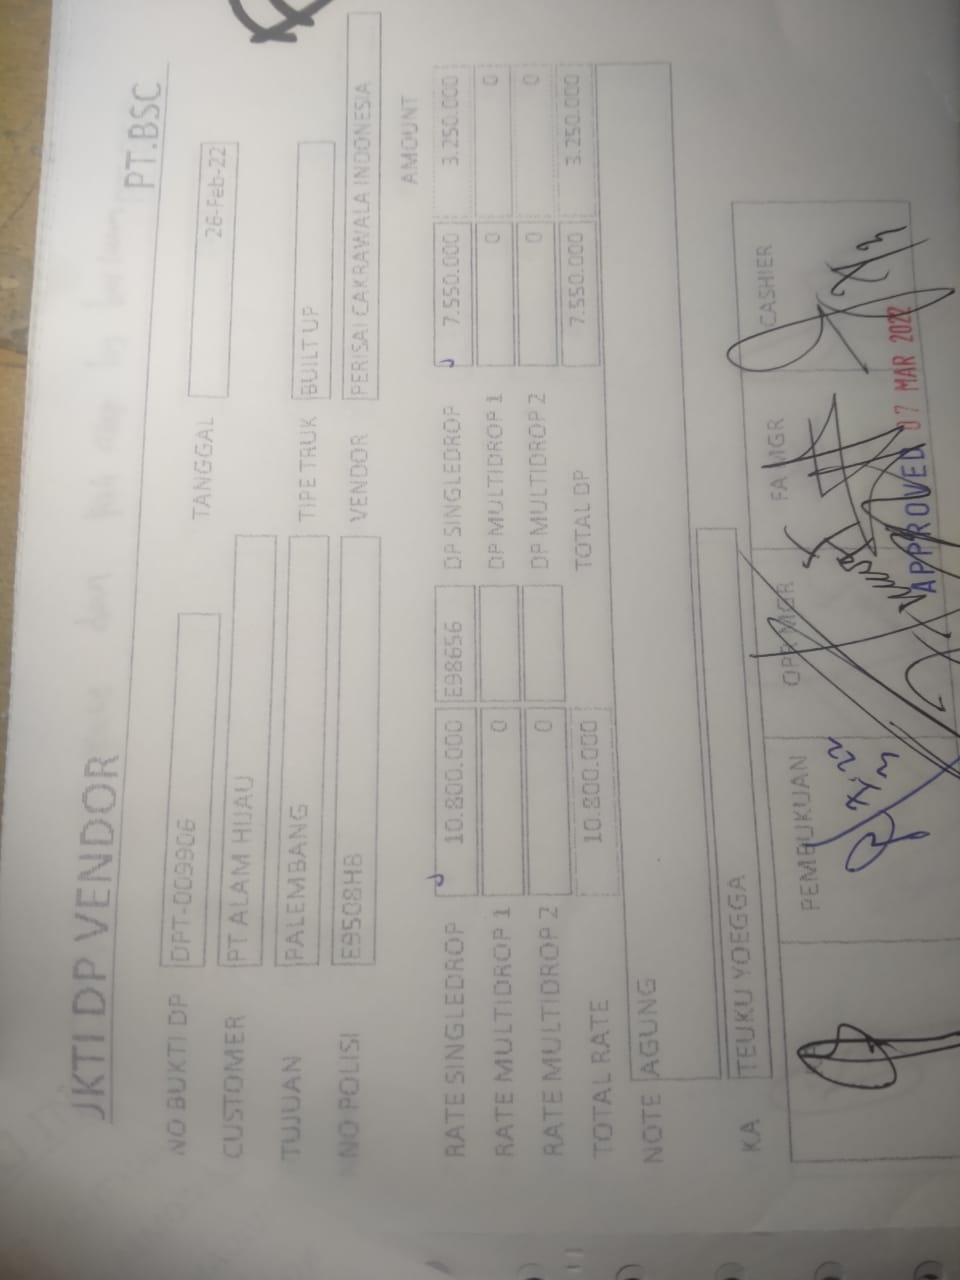 JKTI DP VENDOR PT.BSC
NO BUKTI DP DPT-009906 TANGGAL 26-Feb-22
CUSTOMER PT ALAM HIJAU
TUJUAN PALEMBANG TIPE TRUK BUILT UP
NO POLISI E9508HB VENDOR PERISAI CAKRAWALA INDONESIA
AMOUNT
RATE SINGLEDROP 10.800.000 E98656 DP SINGLEDROP 7.550.000 3.250.000
RATE MULTIDROP 1 0 DP MULTIDROP 1 0 0
RATE MULTIDROP 2 0 DP MULTIDROP 2 0 0
TOTAL RATE 10.800.000 TOTAL DP 7.550.000 3.250.000
NOTE AGUNG
KA TEUKU YOEGGA
PEMBUKUAN OPR MGR FA MGR CASHIER
APPROVED 07 MAR 2022